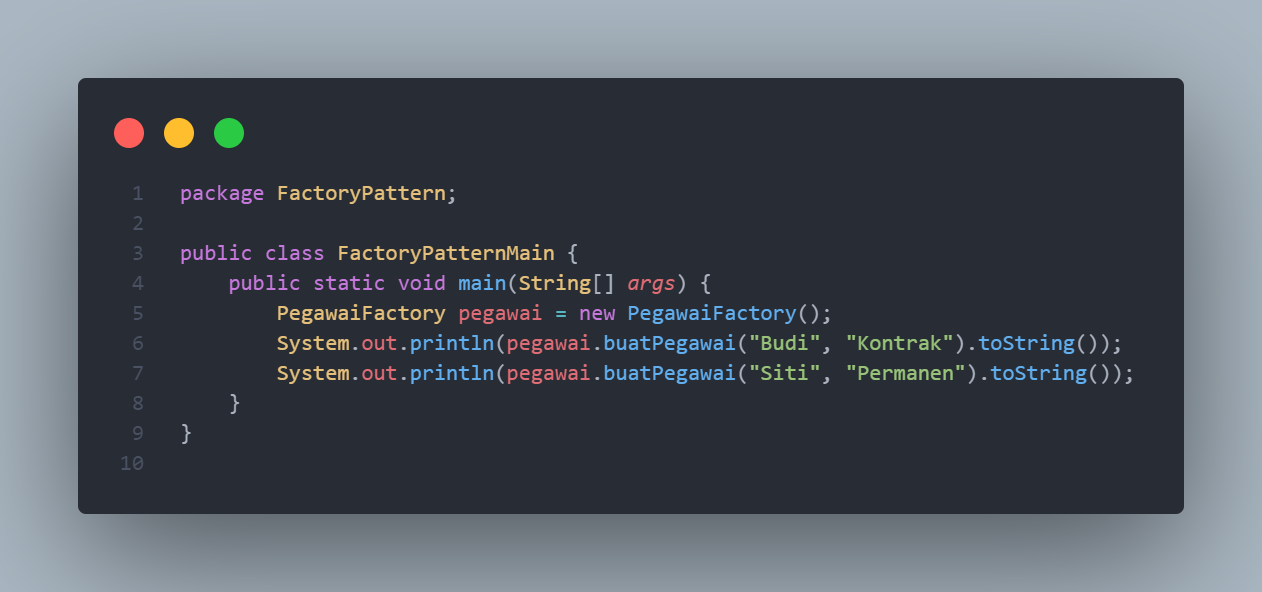 1 package FactoryPattern;
2
3 public class FactoryPatternMain {
4     public static void main(String[] args) {
5         PegawaiFactory pegawai = new PegawaiFactory();
6         System.out.println(pegawai.buatPegawai("Budi", "Kontrak").toString());
7         System.out.println(pegawai.buatPegawai("Siti", "Permanen").toString());
8     }
9 }
10